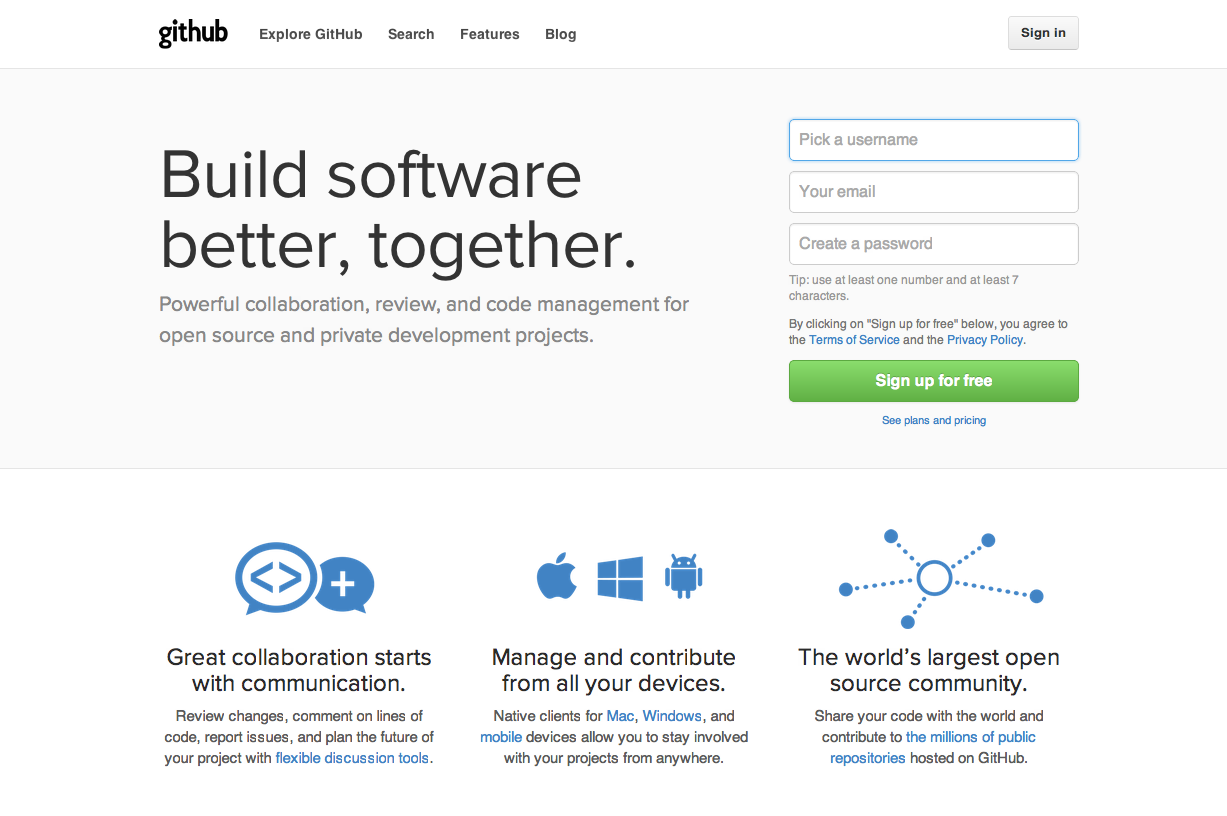 github
Explore GitHub
Search
Features
Blog
Sign in
Build software
better, together.
Powerful collaboration, review, and code management for
open source and private development projects.
Pick a username
Your email
Create a password
Tip: use at least one number and at least 7
characters.
By clicking on "Sign up for free" below, you agree to
the Terms of Service and the Privacy Policy.
Sign up for free
See plans and pricing
Great collaboration starts
with communication.
Review changes, comment on lines of
code, report issues, and plan the future of
your project with flexible discussion tools.
Manage and contribute
from all your devices.
Native clients for Mac, Windows, and
mobile devices allow you to stay involved
with your projects from anywhere.
The world’s largest open
source community.
Share your code with the world and
contribute to the millions of public
repositories hosted on GitHub.